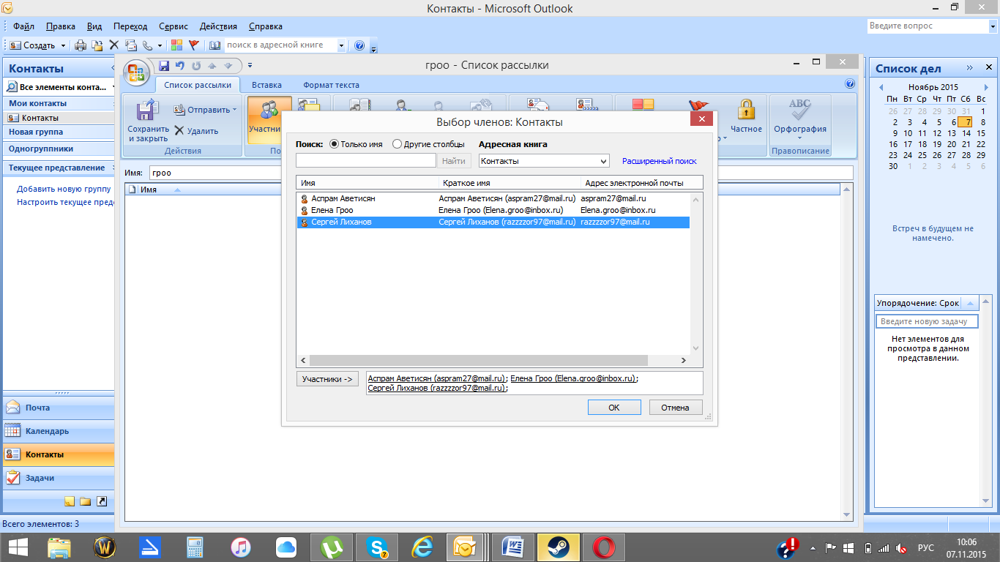 Контакты - Microsoft Outlook
Файл Правка Вид Переход Сервис Действия Справка
Введите вопрос
Создать поиск в адресной книге
Контакты
Все элементы конта...
Мои контакты
Контакты
Новая группа
Одногруппники
Текущее представление
Добавить новую группу
Настроить текущее пред
Почта
Календарь
Контакты
Задачи
Всего элементов: 3
гроо - Список рассылки
Список рассылки Вставка Формат текста
Сохранить и закрыть
Отправить
Удалить
Действия
Участни
По
Частное
ABC
Орфография
Правописание
Имя: гроо
Имя
Выбор членов: Контакты
Поиск: Только имя Другие столбцы Адресная книга
Найти Контакты Расширенный поиск
Имя Краткое имя Адрес электронной почты
Аспрам Аветисян Аспрам Аветисян (aspram27@mail.ru) aspram27@mail.ru
Елена Гроо Елена Гроо (Elena.groo@inbox.ru) Elena.groo@inbox.ru
Сергей Лиханов Сергей Лиханов (razzzzor97@mail.ru) razzzzor97@mail.ru
Участники -> Аспрам Аветисян (aspram27@mail.ru); Елена Гроо (Elena.groo@inbox.ru);
Сергей Лиханов (razzzzor97@mail.ru);
ОК Отмена
Список дел
Ноябрь 2015
Пн Вт Ср Чт Пт Сб Вс
26 27 28 29 30 31 1
2 3 4 5 6 7 8
9 10 11 12 13 14 15
16 17 18 19 20 21 22
23 24 25 26 27 28 29
30 1 2 3 4 5 6
Встреч в будущем не
намечено.
Упорядочение: Срок
Введите новую задачу
Нет элементов для
просмотра в данном
представлении.
7
РУС
10:06
07.11.2015